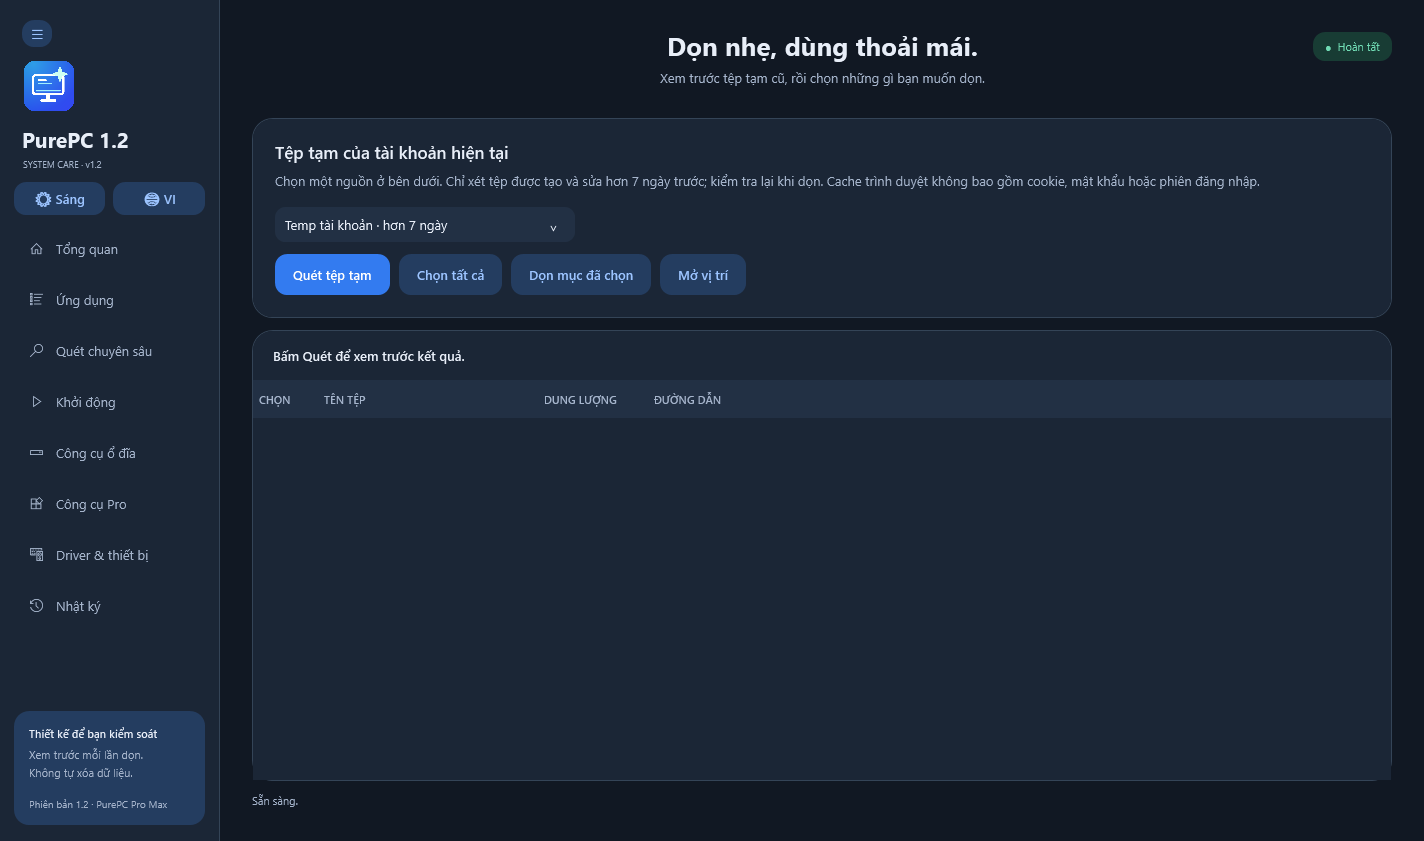 PurePC 1.2
SYSTEM CARE · v1.2
Sáng
VI
Tổng quan
Ứng dụng
Quét chuyên sâu
Khởi động
Công cụ ổ đĩa
Công cụ Pro
Driver & thiết bị
Nhật ký
Thiết kế để bạn kiểm soát
Xem trước mỗi lần dọn.
Không tự xóa dữ liệu.
Phiên bản 1.2 · PurePC Pro Max
Dọn nhẹ, dùng thoải mái.
Xem trước tệp tạm cũ, rồi chọn những gì bạn muốn dọn.
● Hoàn tất
Tệp tạm của tài khoản hiện tại
Chọn một nguồn ở bên dưới. Chỉ xét tệp được tạo và sửa hơn 7 ngày trước; kiểm tra lại khi dọn. Cache trình duyệt không bao gồm cookie, mật khẩu hoặc phiên đăng nhập.
Temp tài khoản · hơn 7 ngày
Quét tệp tạm
Chọn tất cả
Dọn mục đã chọn
Mở vị trí
Bấm Quét để xem trước kết quả.
CHỌN TÊN TỆP DUNG LƯỢNG ĐƯỜNG DẪN
Sẵn sàng.